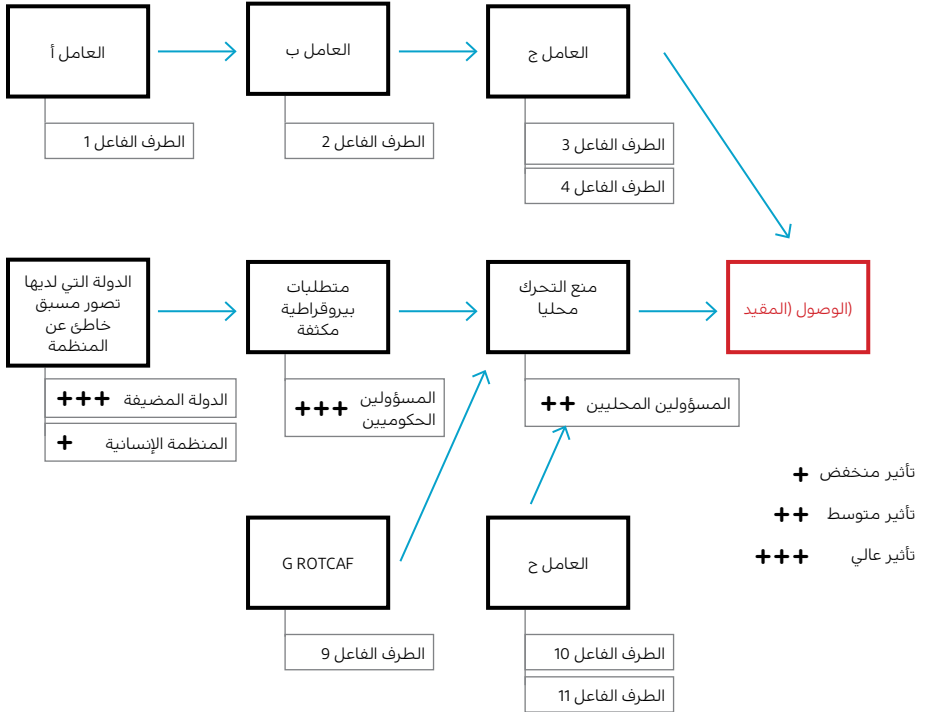 العامل أ
العامل ب
العامل ج
الطرف الفاعل 1
الطرف الفاعل 2
الطرف الفاعل 3
الطرف الفاعل 4
الدولة التي لديها
تصور مسبق
خاطئ عن
المنظمة
متطلبات
بيروقراطية
مكثفة
منع التحرك
محليا
(الوصول (المقيد
الدولة المضيفة +++
المنظمة الإنسانية +
المسؤولين
الحكوميين +++
المسؤولين المحليين ++
تأثير منخفض +
تأثير متوسط ++
تأثير عالي +++
G ROTCAF
العامل ح
الطرف الفاعل 9
الطرف الفاعل 10
الطرف الفاعل 11